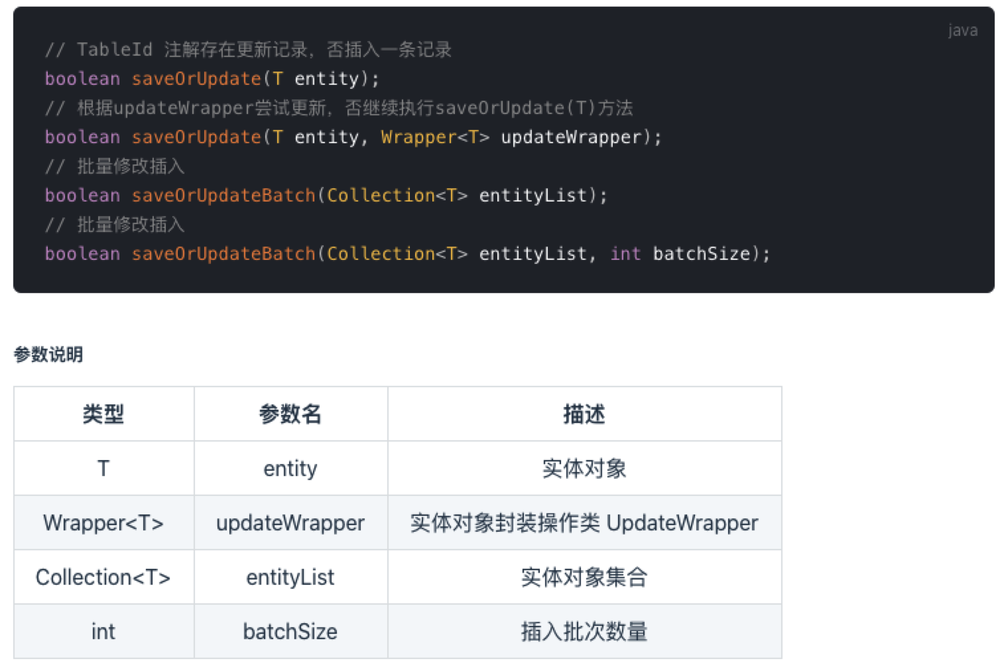 java
// TableId 注解存在更新记录，否插入一条记录
boolean saveOrUpdate(T entity);
// 根据updateWrapper尝试更新，否继续执行saveOrUpdate(T)方法
boolean saveOrUpdate(T entity, Wrapper<T> updateWrapper);
// 批量修改插入
boolean saveOrUpdateBatch(Collection<T> entityList);
// 批量修改插入
boolean saveOrUpdateBatch(Collection<T> entityList, int batchSize);
参数说明
类型 参数名 描述
T entity 实体对象
Wrapper<T> updateWrapper 实体对象封装操作类 UpdateWrapper
Collection<T> entityList 实体对象集合
int batchSize 插入批次数量